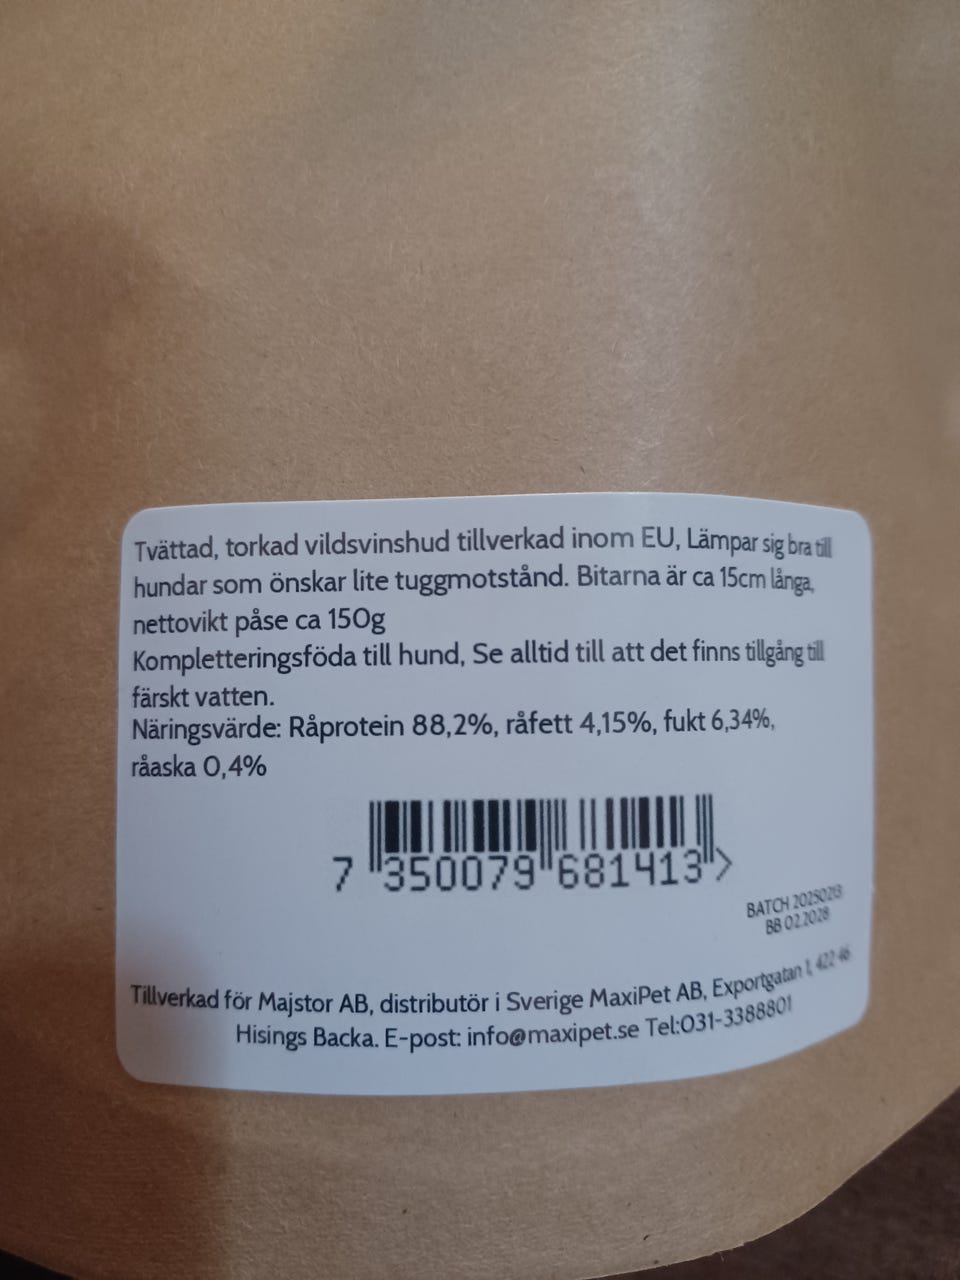 Tvättad, torkad vildsvinshud tillverkad inom EU, Lämpar sig bra till
hundar som önskar lite tuggmotstånd. Bitarna är ca 15cm långa,
nettovikt påse ca 150g
Kompletteringsföda till hund, Se alltid till att det finns tillgång till
färskt vatten.
Näringsvärde: Råprotein 88,2%, råfett 4,15%, fukt 6,34%,
råaska 0,4%
7 350079 681413 >
BATCH 20250213
BB 02.2028
Tillverkad för Majstor AB, distributör i Sverige MaxiPet AB, Exportgatan 1, 422 46
Hisings Backa. E-post: info@maxipet.se Tel:031-3388801